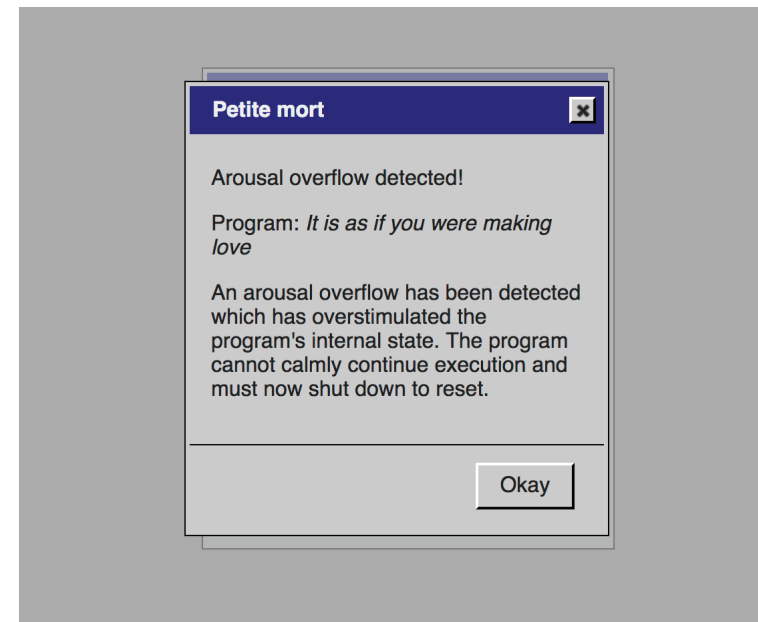 Petite mort
Arousal overflow detected!
Program: It is as if you were making
love
An arousal overflow has been detected
which has overstimulated the
program's internal state. The program
cannot calmly continue execution and
must now shut down to reset.
Okay